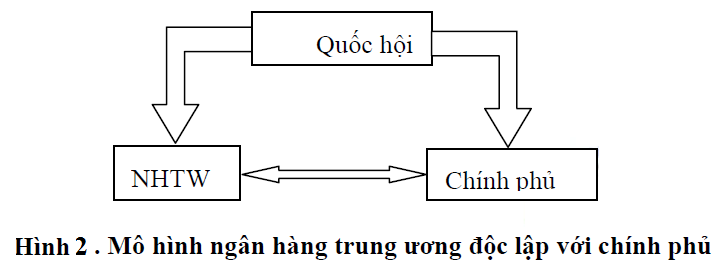 Quốc hội
NHTW
Chính phủ
Hình 2 . Mô hình ngân hàng trung ương độc lập với chính phủ